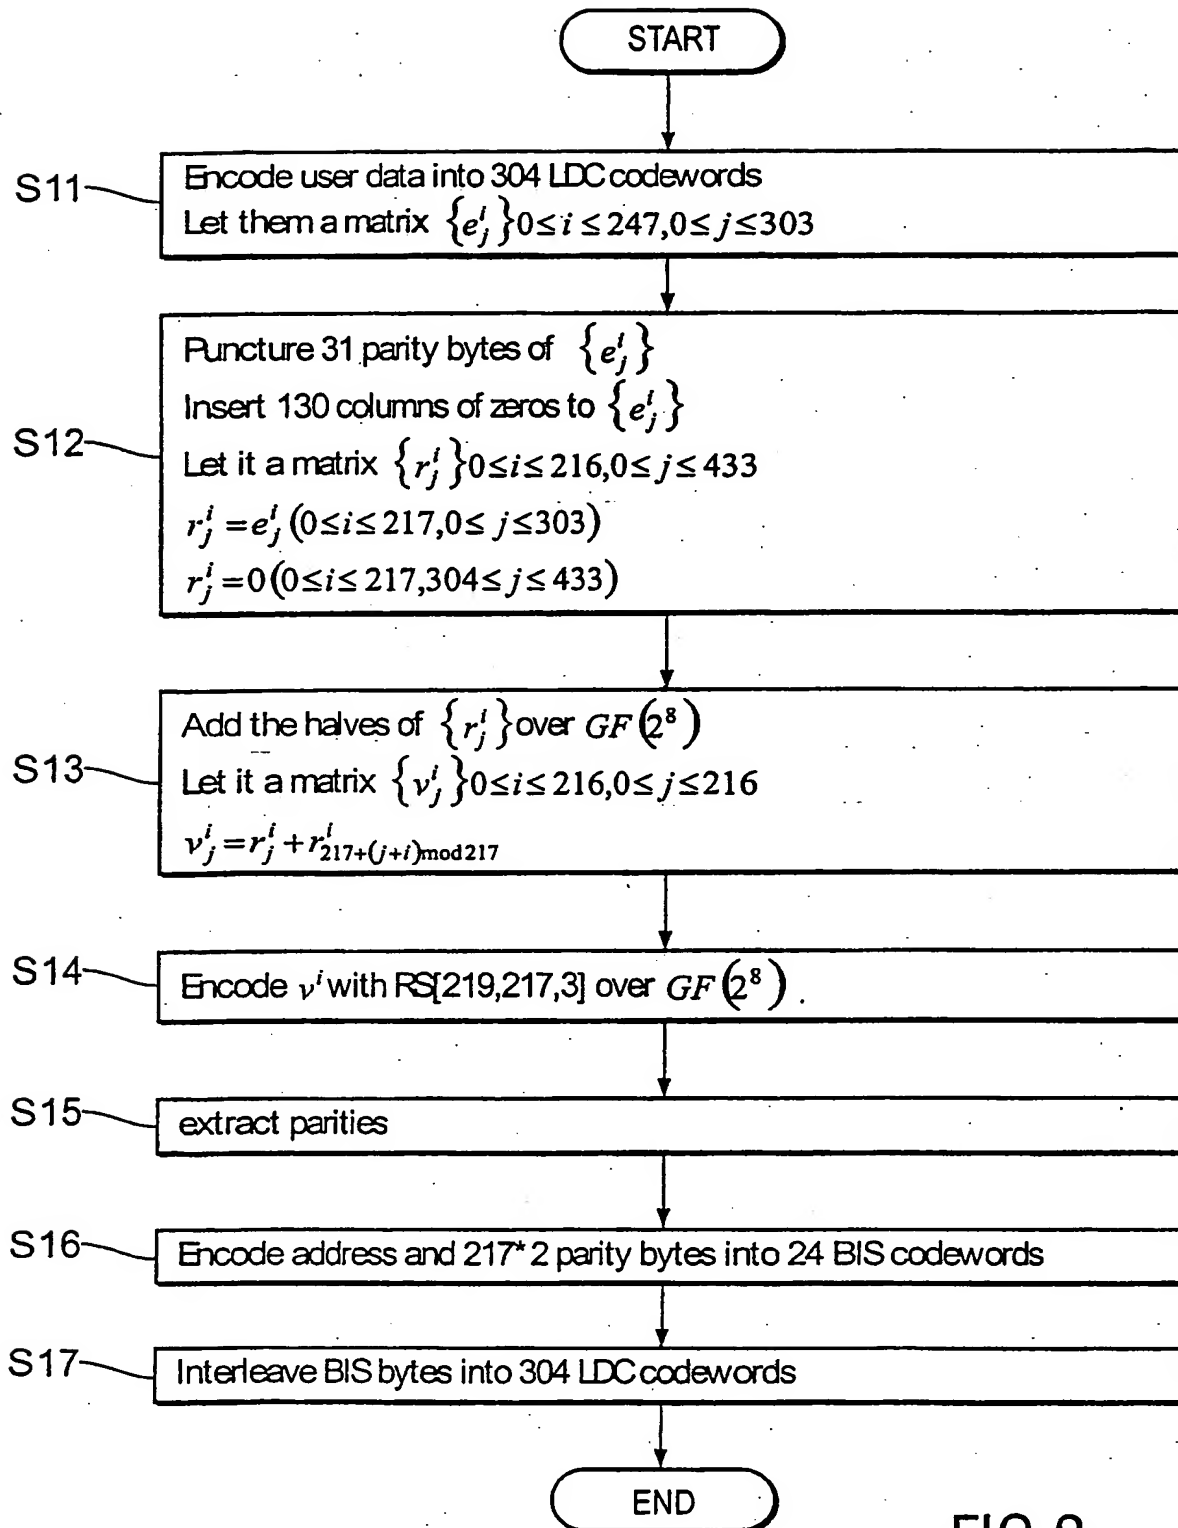 START
S11
Encode user data into 304 LDC codewords
Let them a matrix {e_j^i}0≤i≤247,0≤j≤303
S12
Puncture 31 parity bytes of {e_j^i}
Insert 130 columns of zeros to {e_j^i}
Let it a matrix {r_j^i}0≤i≤216,0≤j≤433
r_j^i=e_j^i(0≤i≤217,0≤j≤303)
r_j^i=0(0≤i≤217,304≤j≤433)
S13
Add the halves of {r_j^i}over GF(2^8)
Let it a matrix {v_j^i}0≤i≤216,0≤j≤216
v_j^i=r_j^i+r_{217+(j+i)mod217}^i
S14
Encode v^i with RS[219,217,3] over GF(2^8).
S15
extract parities
S16
Encode address and 217*2 parity bytes into 24 BIS codewords
S17
Interleave BIS bytes into 304 LDC codewords
END